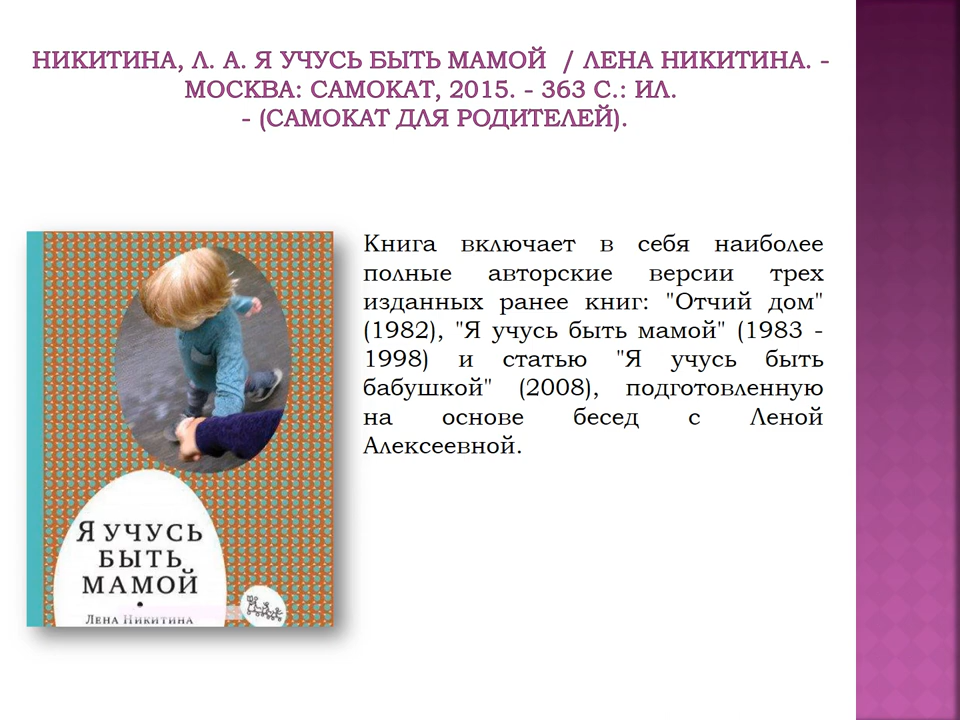 НИКИТИНА, Л. А. Я УЧУСЬ БЫТЬ МАМОЙ / ЛЕНА НИКИТИНА. -
МОСКВА: САМОКАТ, 2015. - 363 С.: ИЛ.
- (САМОКАТ ДЛЯ РОДИТЕЛЕЙ).
Книга включает в себя наиболее
полные авторские версии трех
изданных ранее книг: "Отчий дом"
(1982), "Я учусь быть мамой" (1983 -
1998) и статью "Я учусь быть
бабушкой" (2008), подготовленную
на основе бесед с Леной
Алексеевной.
Я УЧУСЬ
БЫТЬ
МАМОЙ
•
ЛЕНА НИКИТИНА